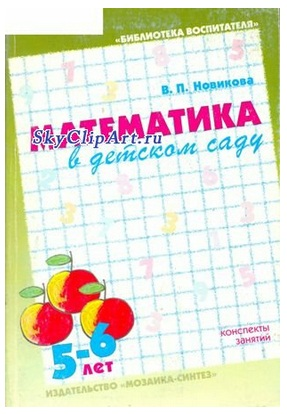 «БИБЛИОТЕКА ВОСПИТАТЕЛЯ»
В. П. Новикова
МАТЕМАТИКА
SkyClipArt.ru
в детском саду
5-6
лет
конспекты
занятий
ИЗДАТЕЛЬСТВО «МОЗАИКА-СИНТЕЗ»